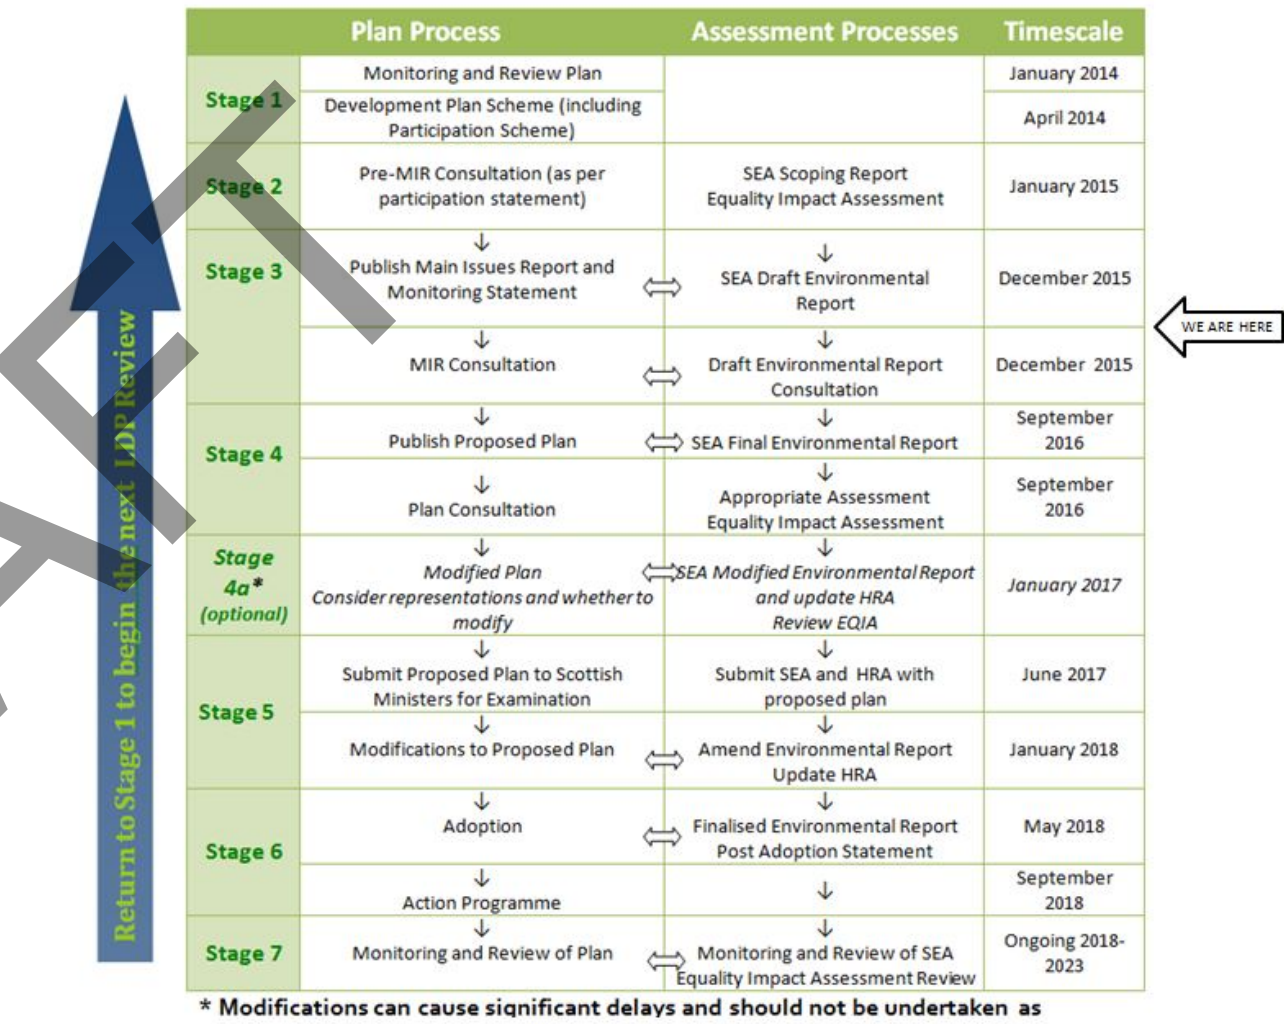 Plan Process
Assessment Processes
Timescale
Stage 1
Monitoring and Review Plan
January 2014
Development Plan Scheme (including
Participation Scheme)
April 2014
Stage 2
Pre-MIR Consultation (as per
participation statement)
SEA Scoping Report
Equality Impact Assessment
January 2015
Stage 3
↓
Publish Main Issues Report and
Monitoring Statement
↓
SEA Draft Environmental
Report
December 2015
WE ARE HERE
↓
MIR Consultation
↓
Draft Environmental Report
Consultation
December 2015
Stage 4
↓
Publish Proposed Plan
↓
SEA Final Environmental Report
September
2016
↓
Plan Consultation
↓
Appropriate Assessment
Equality Impact Assessment
September
2016
Stage
4a*
(optional)
↓
Modified Plan
Consider representations and whether to
modify
↓
SEA Modified Environmental Report
and update HRA
Review EQIA
January 2017
Stage 5
↓
Submit Proposed Plan to Scottish
Ministers for Examination
↓
Submit SEA and HRA with
proposed plan
June 2017
↓
Modifications to Proposed Plan
↓
Amend Environmental Report
Update HRA
January 2018
Stage 6
↓
Adoption
↓
Finalised Environmental Report
Post Adoption Statement
May 2018
↓
Action Programme
↓
September
2018
Stage 7
↓
Monitoring and Review of Plan
↓
Monitoring and Review of SEA
Equality Impact Assessment Review
Ongoing 2018-
2023
Return to Stage 1 to begin the next LDP Review
* Modifications can cause significant delays and should not be undertaken as
AFT